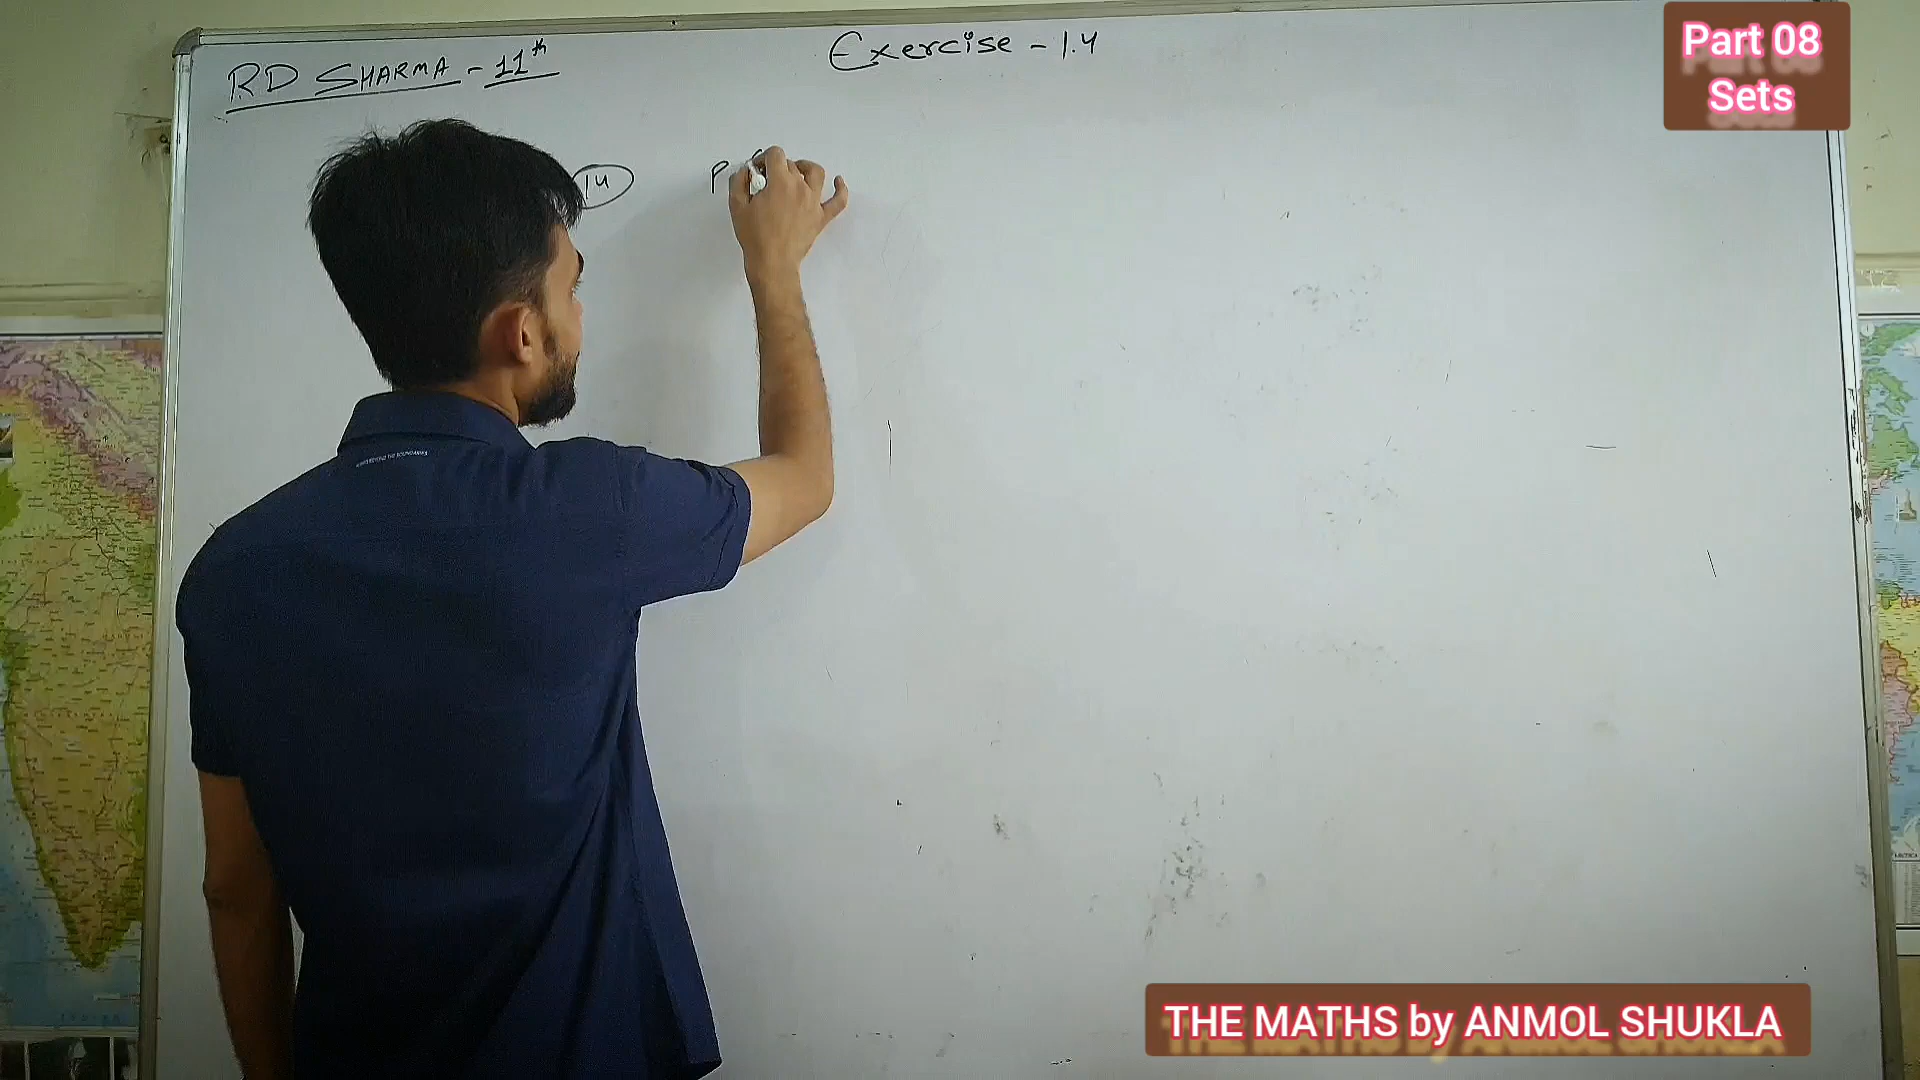 RD SHARMA - 11th
Exercise - 1.4
Part 08
Sets
14
P
THE MATHS by ANMOL SHUKLA